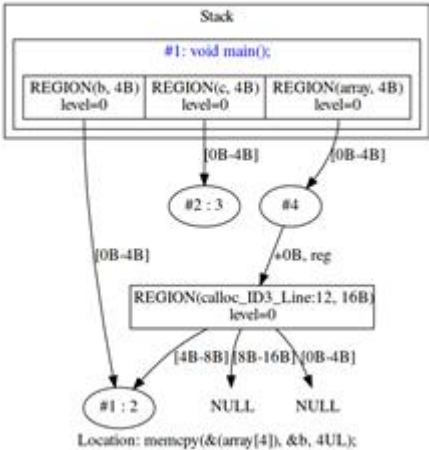 Stack
#1: void main();
REGION(b, 4B)
level=0
REGION(c, 4B)
level=0
REGION(array, 4B)
level=0
[0B-4B]
[0B-4B]
#2 : 3
#4
[0B-4B]
+0B, reg
REGION(calloc_ID3_Line:12, 16B)
level=0
[4B-8B]
[8B-16B]
[0B-4B]
#1 : 2
NULL
NULL
Location: memcpy(&(array[4]), &b, 4UL);